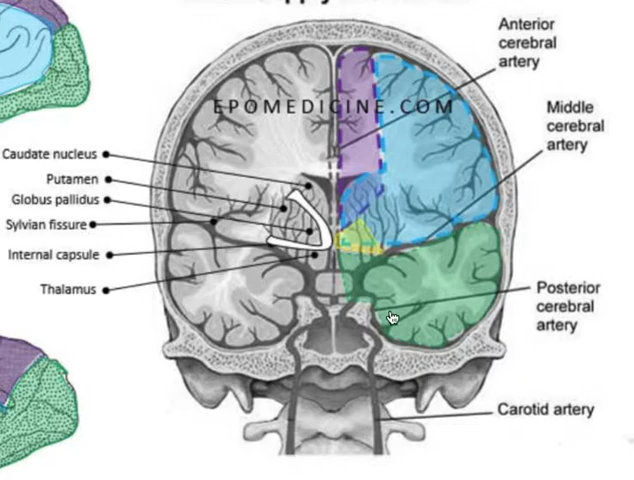 EPOMEDICINE.COM
Anterior
cerebral
artery
Middle
cerebral
artery
Caudate nucleus
Putamen
Globus pallidus
Sylvian fissure
Internal capsule
Thalamus
Posterior
cerebral
artery
Carotid artery